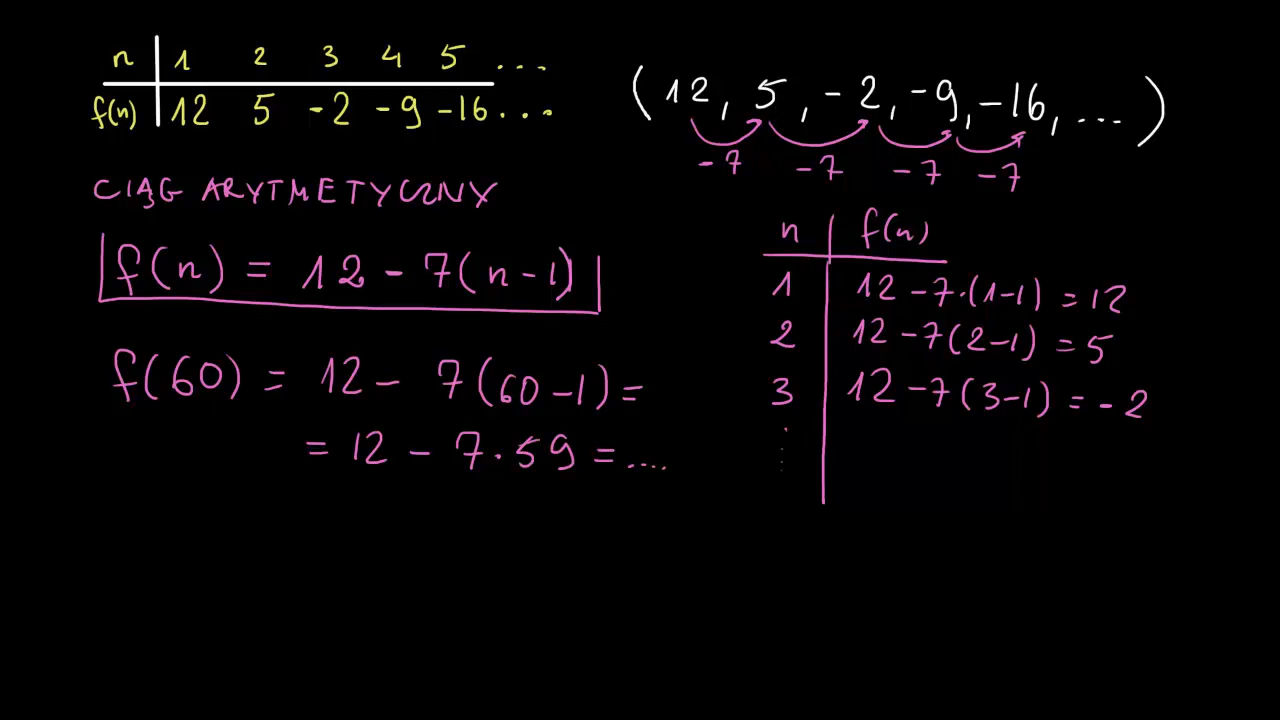 n 1 2 3 4 5 ...
f(n) 12 5 -2 -9 -16 ...
(12, 5, -2, -9, -16, ...)
-7 -7 -7 -7
CIĄG ARYTMETYCZNY
f(n) = 12 - 7(n-1)
f(60) = 12 - 7(60-1) =
= 12 - 7·59 = ....
n f(n)
1 12 - 7·(1-1) = 12
2 12 - 7(2-1) = 5
3 12 - 7(3-1) = -2
⋮